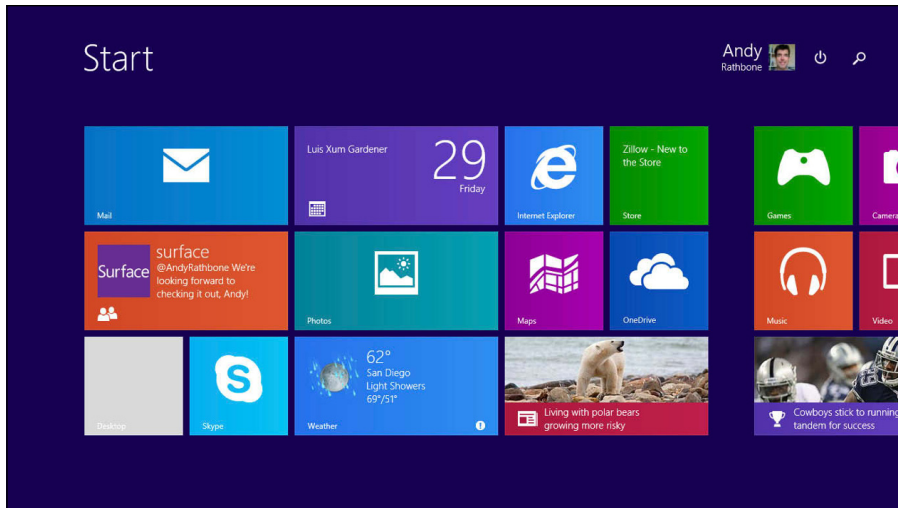 Start
Andy
Rathbone
Mail
Luis Xum Gardener
29
Friday
Internet Explorer
Zillow - New to
the Store
Store
Games
Camera
Surface
surface
@AndyRathbone We're
looking forward to
checking it out, Andy!
Photos
Maps
OneDrive
Music
Video
Desktop
S
Skype
62°
San Diego
Light Showers
69°/51°
Weather
Living with polar bears
growing more risky
Cowboys stick to running
tandem for success